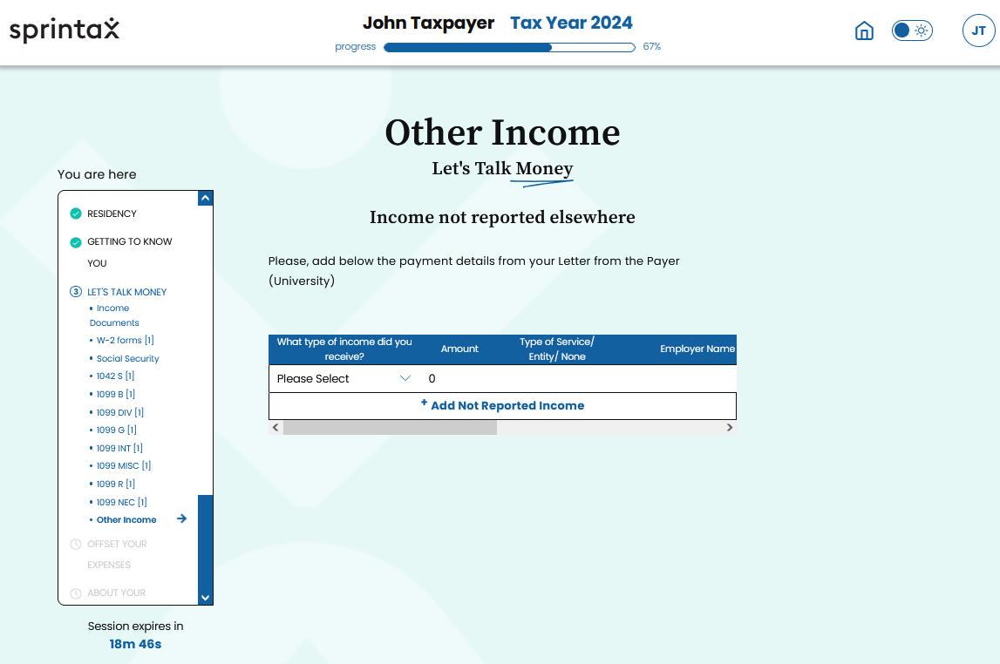 sprintax
John Taxpayer Tax Year 2024
progress 67%
JT
Other Income
Let's Talk Money
You are here
RESIDENCY
GETTING TO KNOW
YOU
3 LET'S TALK MONEY
• Income
Documents
• W-2 forms [1]
• Social Security
• 1042 S [1]
• 1099 B [1]
• 1099 DIV [1]
• 1099 G [1]
• 1099 INT [1]
• 1099 MISC [1]
• 1099 R [1]
• 1099 NEC [1]
• Other Income
OFFSET YOUR
EXPENSES
ABOUT YOUR
Session expires in
18m 46s
Income not reported elsewhere
Please, add below the payment details from your Letter from the Payer
(University)
What type of income did you
receive?
Amount
Type of Service/
Entity/ None
Employer Name
Please Select 0
+ Add Not Reported Income